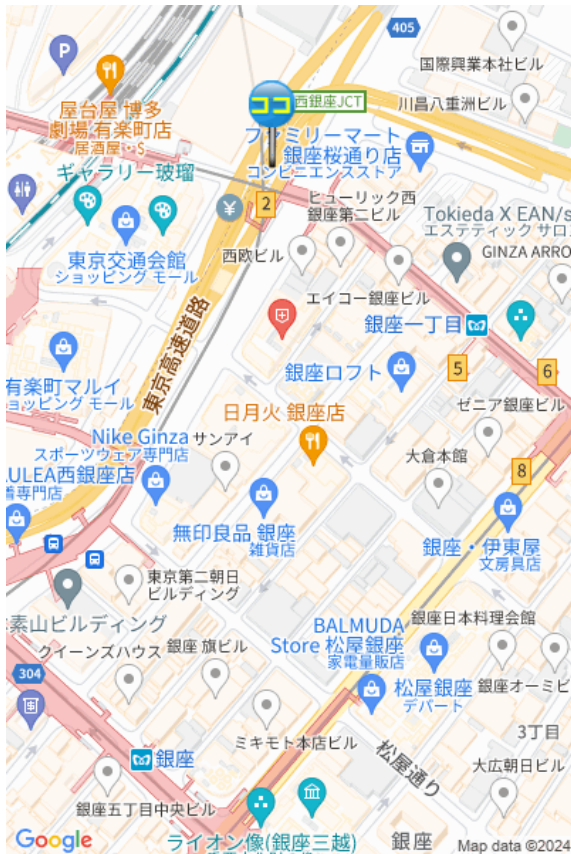 405
P
国際興業本社ビル
ココ
西銀座JCT
川昌八重洲ビル
屋台屋 博多
劇場 有楽町店
居酒屋・S
ファミリーマート
銀座桜通り店
コンビニエンスストア
ギャラリー玻瑠
¥
2
ヒューリック西
銀座第二ビル
Tokieda X EAN/s
エステティック サロ
東京交通会館
ショッピング モール
西欧ビル
GINZA ARRO
エイコー銀座ビル
東京高速道路
銀座一丁目
有楽町マルイ
ョッピング モール
銀座ロフト
5
6
日月火 銀座店
ゼニア銀座ビル
Nike Ginza
スポーツウェア専門店
サンアイ
大倉本館
8
ULEA西銀座店
着専門店
無印良品 銀座
雑貨店
銀座・伊東屋
文房具店
東京第二朝日
ビルディング
素山ビルディング
BALMUDA
Store 松屋銀座
家電量販店
銀座日本料理会館
クイーンズハウス
銀座 旗ビル
304
松屋銀座
デパート
銀座オーミビ
ミキモト本店ビル
3丁目
銀座
松屋通り
大広朝日ビル
銀座五丁目中央ビル
Google
ライオン像(銀座三越)
銀座
Map data ©2024